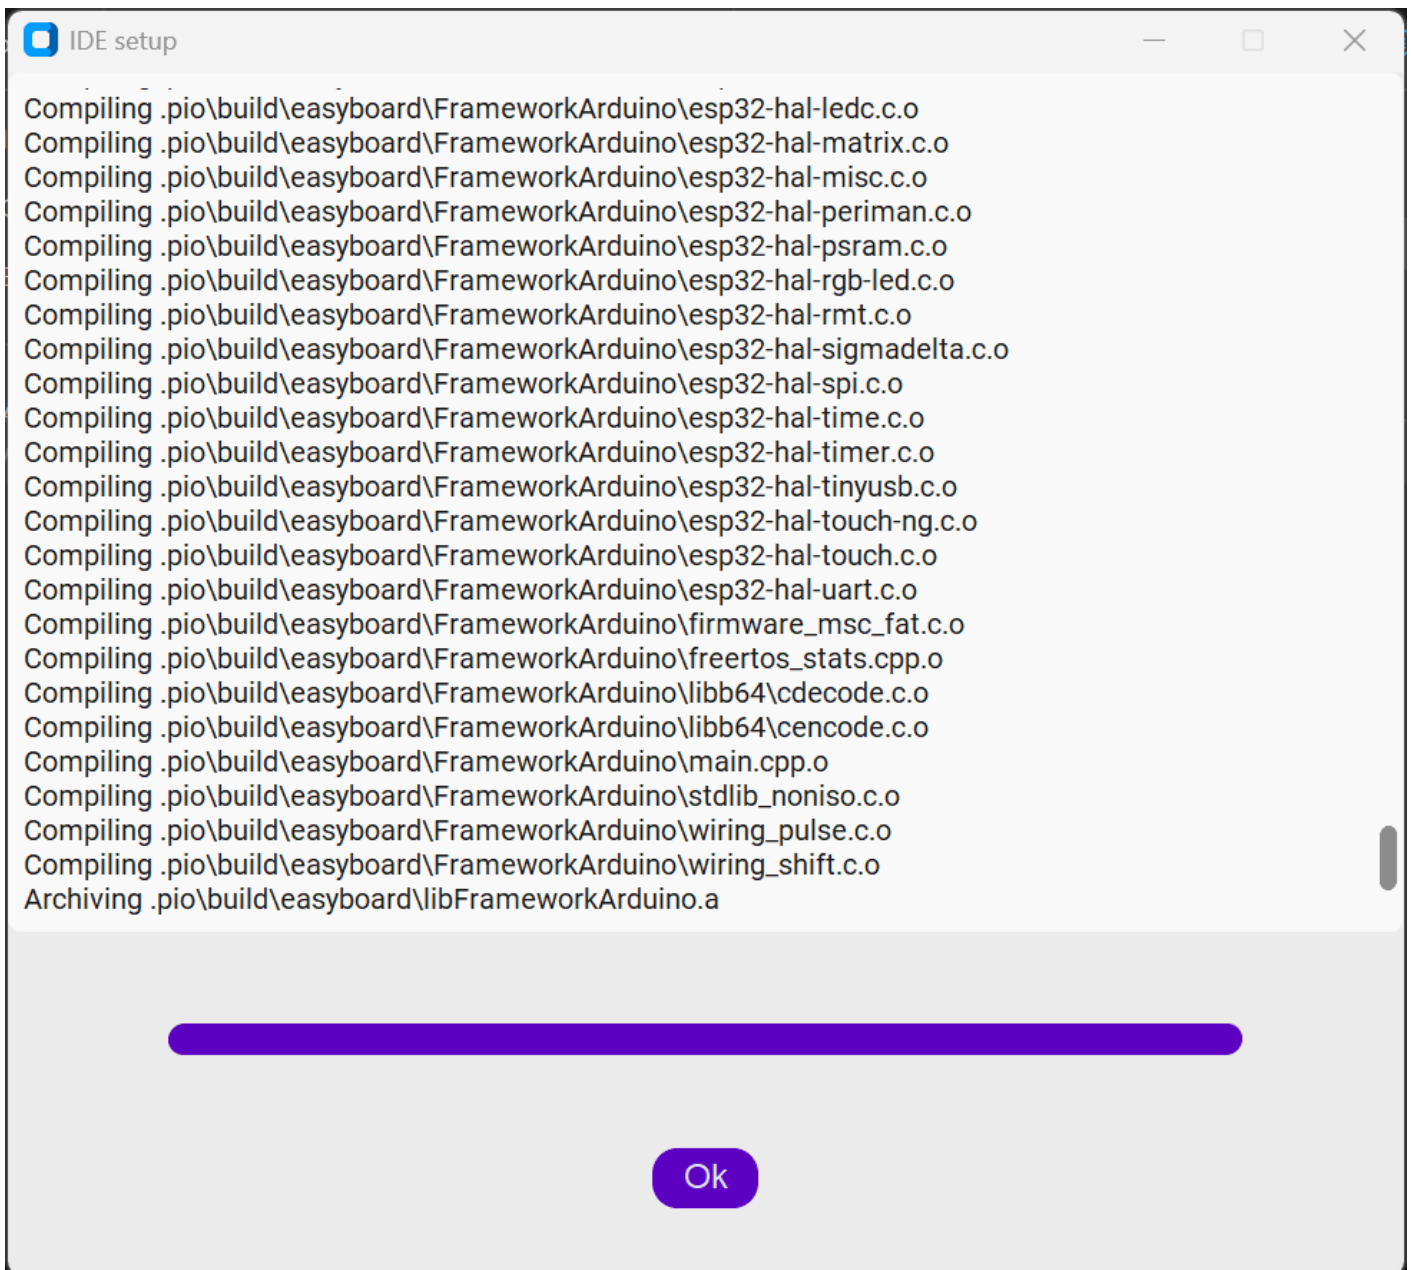 IDE setup
Compiling .pio\build\easyboard\FrameworkArduino\esp32-hal-ledc.c.o
Compiling .pio\build\easyboard\FrameworkArduino\esp32-hal-matrix.c.o
Compiling .pio\build\easyboard\FrameworkArduino\esp32-hal-misc.c.o
Compiling .pio\build\easyboard\FrameworkArduino\esp32-hal-periman.c.o
Compiling .pio\build\easyboard\FrameworkArduino\esp32-hal-psram.c.o
Compiling .pio\build\easyboard\FrameworkArduino\esp32-hal-rgb-led.c.o
Compiling .pio\build\easyboard\FrameworkArduino\esp32-hal-rmt.c.o
Compiling .pio\build\easyboard\FrameworkArduino\esp32-hal-sigmadelta.c.o
Compiling .pio\build\easyboard\FrameworkArduino\esp32-hal-spi.c.o
Compiling .pio\build\easyboard\FrameworkArduino\esp32-hal-time.c.o
Compiling .pio\build\easyboard\FrameworkArduino\esp32-hal-timer.c.o
Compiling .pio\build\easyboard\FrameworkArduino\esp32-hal-tinyusb.c.o
Compiling .pio\build\easyboard\FrameworkArduino\esp32-hal-touch-ng.c.o
Compiling .pio\build\easyboard\FrameworkArduino\esp32-hal-touch.c.o
Compiling .pio\build\easyboard\FrameworkArduino\esp32-hal-uart.c.o
Compiling .pio\build\easyboard\FrameworkArduino\firmware_msc_fat.c.o
Compiling .pio\build\easyboard\FrameworkArduino\freertos_stats.cpp.o
Compiling .pio\build\easyboard\FrameworkArduino\libb64\cdecode.c.o
Compiling .pio\build\easyboard\FrameworkArduino\libb64\cencode.c.o
Compiling .pio\build\easyboard\FrameworkArduino\main.cpp.o
Compiling .pio\build\easyboard\FrameworkArduino\stdlib_noniso.c.o
Compiling .pio\build\easyboard\FrameworkArduino\wiring_pulse.c.o
Compiling .pio\build\easyboard\FrameworkArduino\wiring_shift.c.o
Archiving .pio\build\easyboard\libFrameworkArduino.a
Ok